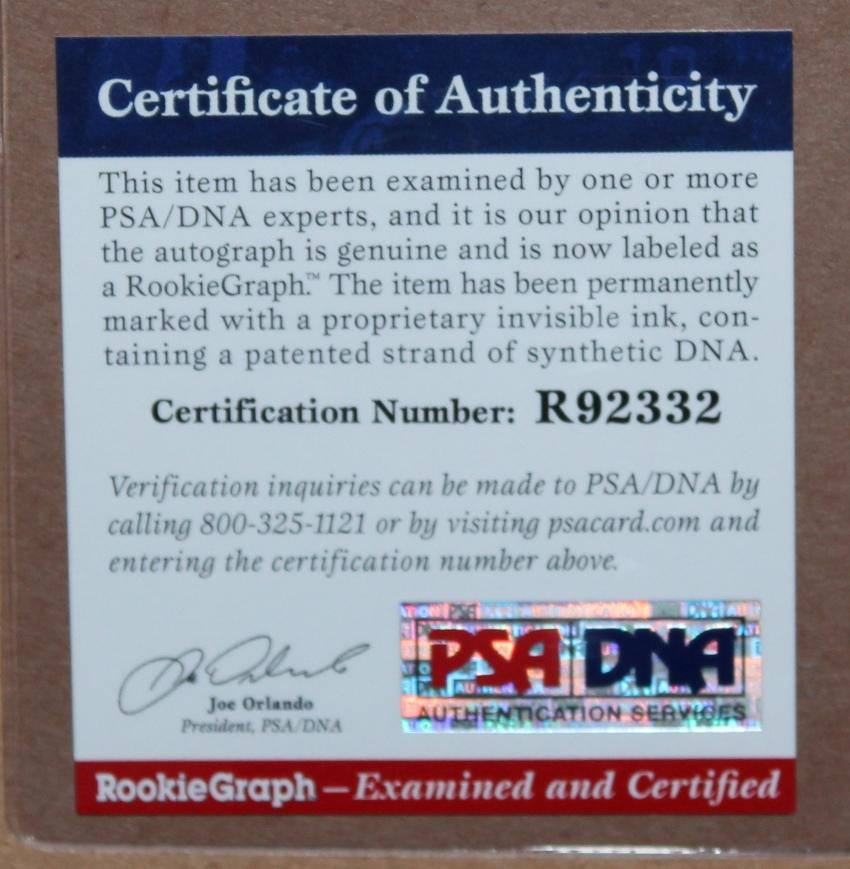 Certificate of Authenticity
This item has been examined by one or more
PSA/DNA experts, and it is our opinion that
the autograph is genuine and is now labeled as
a RookieGraph.™ The item has been permanently
marked with a proprietary invisible ink, con-
taining a patented strand of synthetic DNA.
Certification Number: R92332
Verification inquiries can be made to PSA/DNA by
calling 800-325-1121 or by visiting psacard.com and
entering the certification number above.
Joe Orlando
President, PSA/DNA
PSA DNA
AUTHENTICATION SERVICES
RookieGraph – Examined and Certified